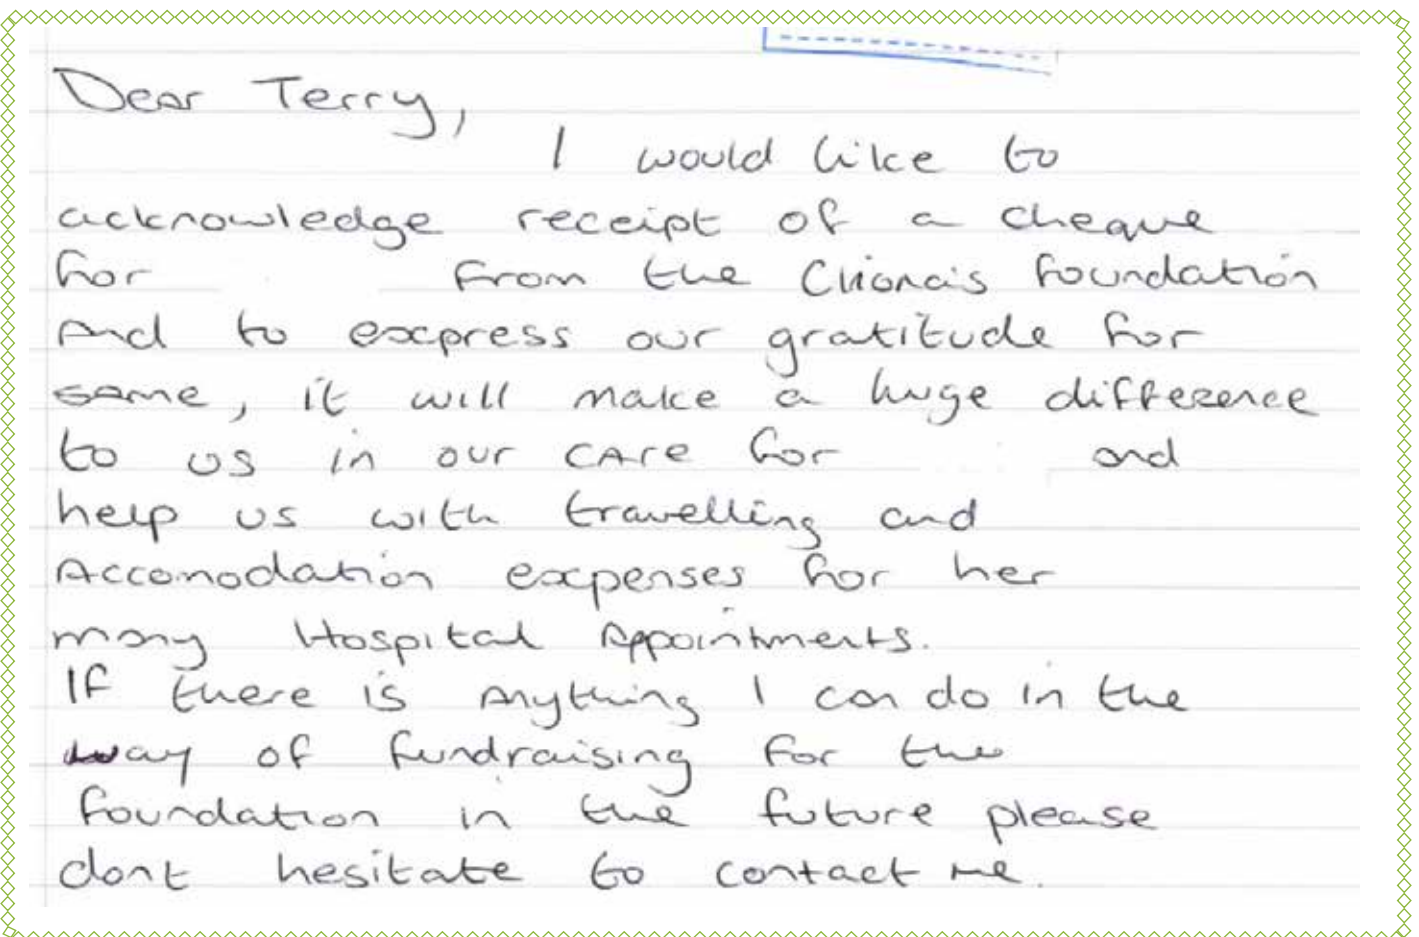 Dear Terry,
I would like to
acknowledge receipt of a cheque
for from the Cliona's foundation
And to express our gratitude for
same, it will make a huge difference
to us in our CAre for and
help us with travelling and
Accomodation expenses for her
many Hospital Appointments.
If there is Anything I can do in the
way of fundraising for the
foundation in the future please
dont hesitate to contact me.